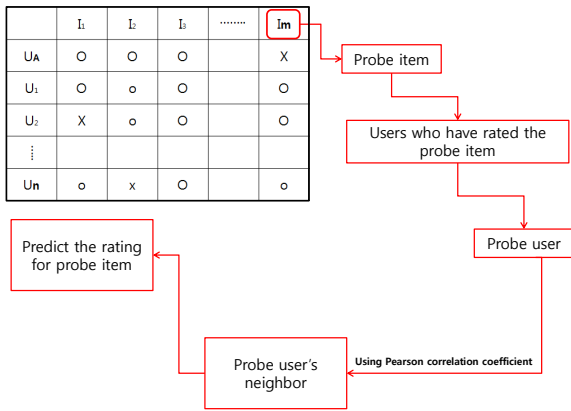 I₁ I₂ I₃ ........ Im
UA O O O X
U₁ O o O O
U₂ X o O O
Un o x O o
Probe item
Users who have rated the
probe item
Probe user
Using Pearson correlation coefficient
Probe user's
neighbor
Predict the rating
for probe item